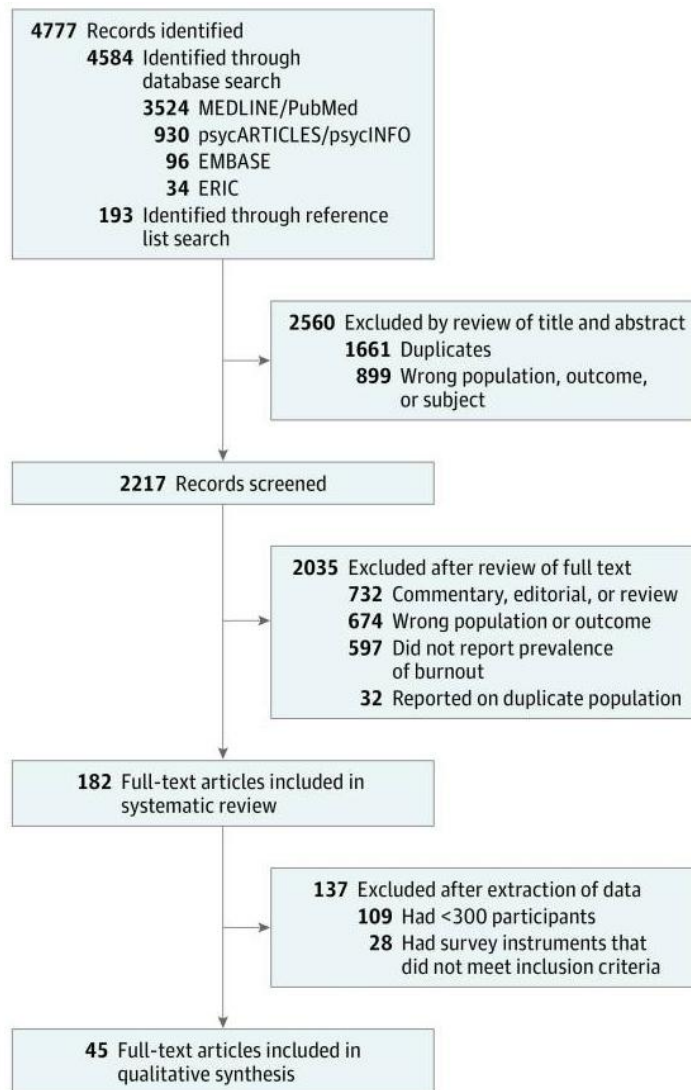 4777 Records identified
4584 Identified through
database search
3524 MEDLINE/PubMed
930 psycARTICLES/psycINFO
96 EMBASE
34 ERIC
193 Identified through reference
list search
2560 Excluded by review of title and abstract
1661 Duplicates
899 Wrong population, outcome,
or subject
2217 Records screened
2035 Excluded after review of full text
732 Commentary, editorial, or review
674 Wrong population or outcome
597 Did not report prevalence
of burnout
32 Reported on duplicate population
182 Full-text articles included in
systematic review
137 Excluded after extraction of data
109 Had <300 participants
28 Had survey instruments that
did not meet inclusion criteria
45 Full-text articles included in
qualitative synthesis